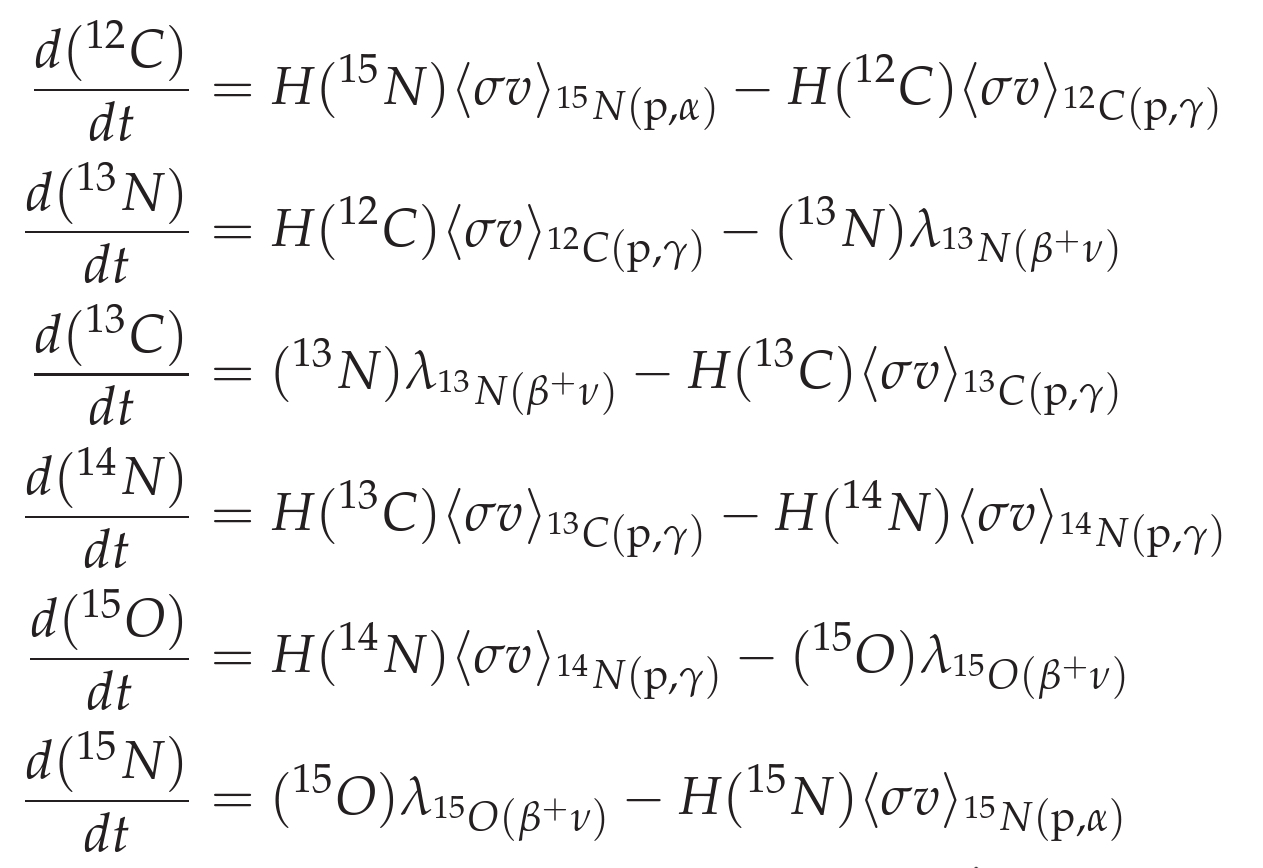 d(¹²C)/dt = H(¹⁵N)⟨σv⟩₁₅N(p,α) − H(¹²C)⟨σv⟩₁₂C(p,γ)
d(¹³N)/dt = H(¹²C)⟨σv⟩₁₂C(p,γ) − (¹³N)λ₁₃N(β⁺ν)
d(¹³C)/dt = (¹³N)λ₁₃N(β⁺ν) − H(¹³C)⟨σv⟩₁₃C(p,γ)
d(¹⁴N)/dt = H(¹³C)⟨σv⟩₁₃C(p,γ) − H(¹⁴N)⟨σv⟩₁₄N(p,γ)
d(¹⁵O)/dt = H(¹⁴N)⟨σv⟩₁₄N(p,γ) − (¹⁵O)λ₁₅O(β⁺ν)
d(¹⁵N)/dt = (¹⁵O)λ₁₅O(β⁺ν) − H(¹⁵N)⟨σv⟩₁₅N(p,α)